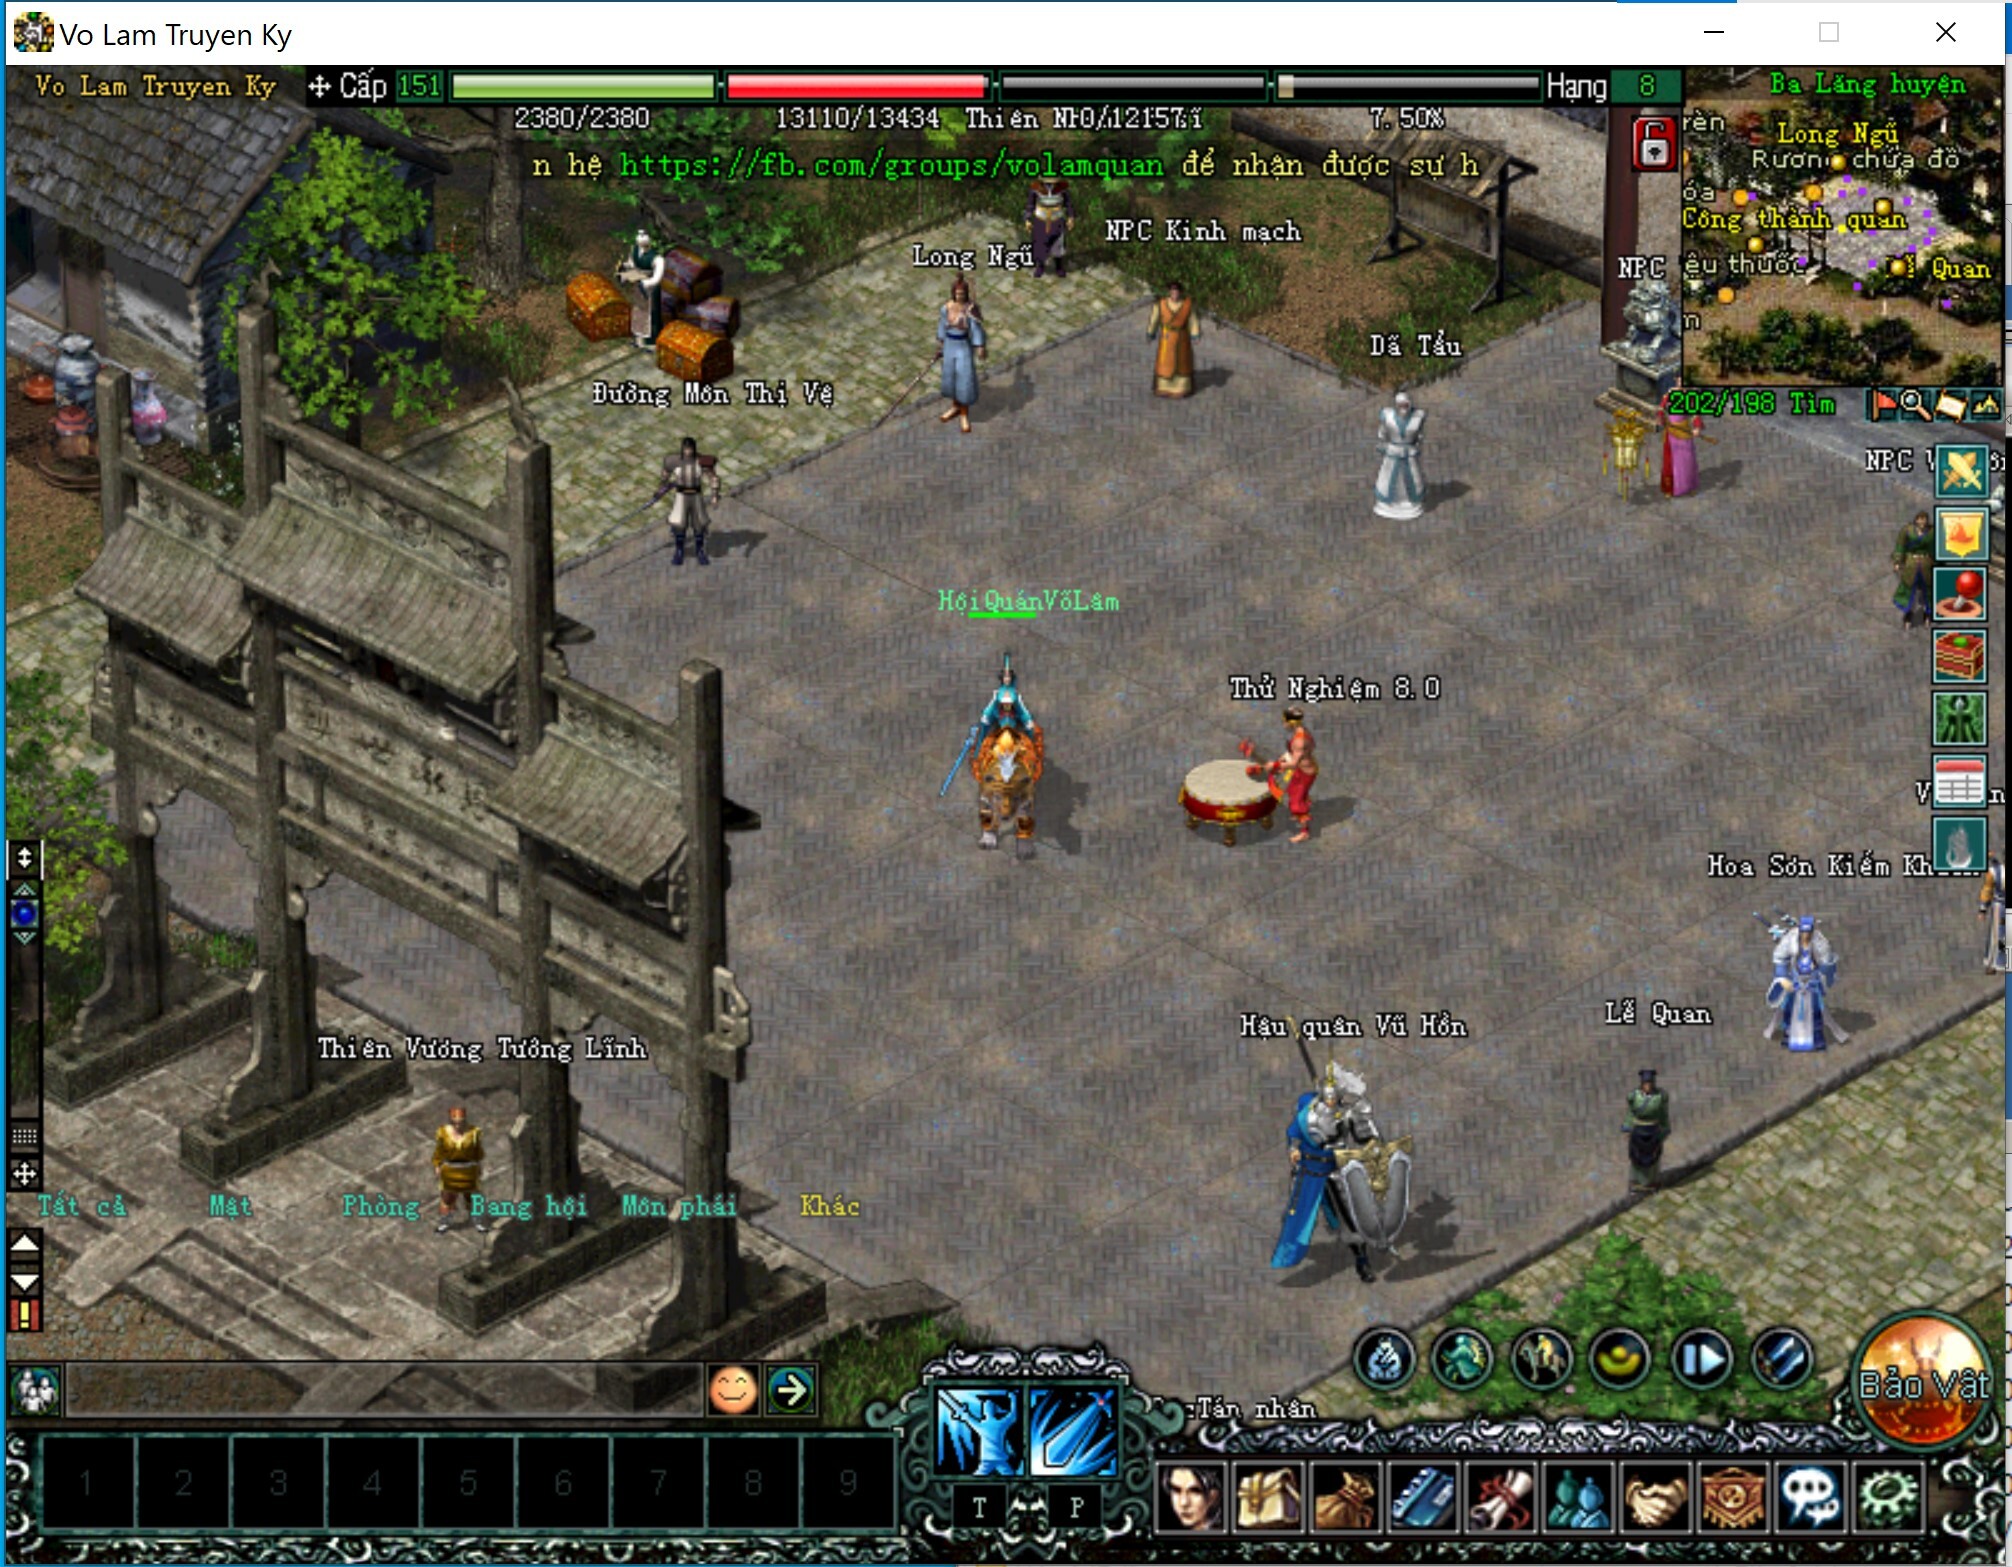 Vo Lam Truyen Ky
Vo Lam Truyen Ky
Cấp 151
Hạng 8
Ba Lăng huyện
2380/2380
13110/13434
7.50%
n hệ https://fb.com/groups/volamquan để nhận được sự h
rèn
Long Ngũ
Rương chứa đồ
óa
Công thành quan
ệu thuốc
Quan
NPC Kinh mạch
Long Ngũ
NPC
Dã Tẩu
Đường Môn Thị Vệ
202/198 Tìm
NPC V
HộiQuánVõLâm
Thử Nghiệm 8.0
Hoa Sơn Kiếm Kh
Lễ Quan
Hậu quân Vũ Hồn
Thiên Vương Tướng Lĩnh
Tất cả
Mật
Phòng
Bang hội
Môn phái
Khác
Bảo Vật
Tán nhân
1 2 3 4 5 6 7 8 9
T P